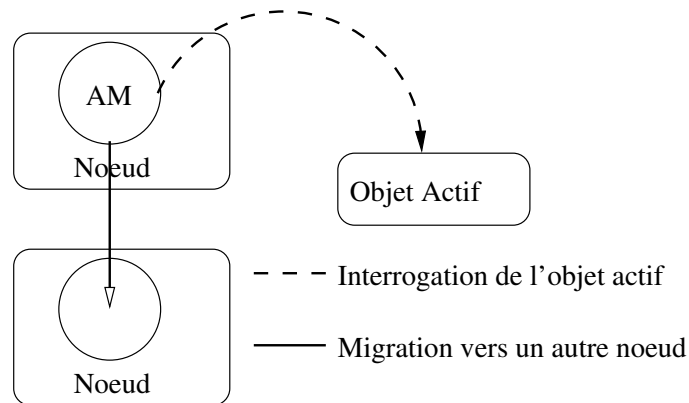 AM
Noeud
Objet Actif
Interrogation de l'objet actif
Migration vers un autre noeud
Noeud